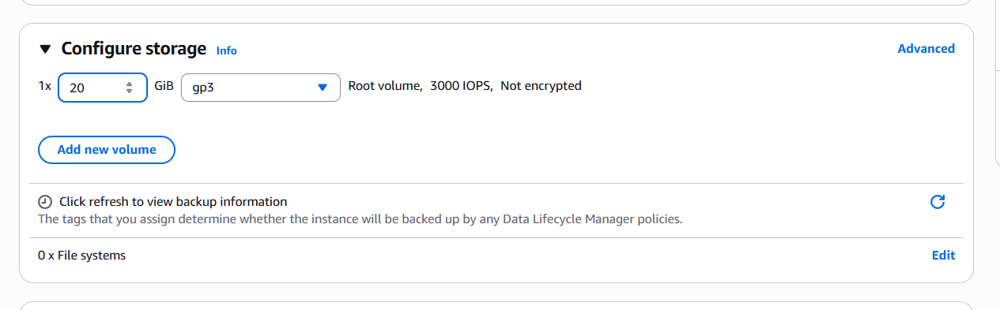 Configure storage Info Advanced
1x 20 GiB gp3 Root volume, 3000 IOPS, Not encrypted
Add new volume
Click refresh to view backup information
The tags that you assign determine whether the instance will be backed up by any Data Lifecycle Manager policies.
0 x File systems Edit